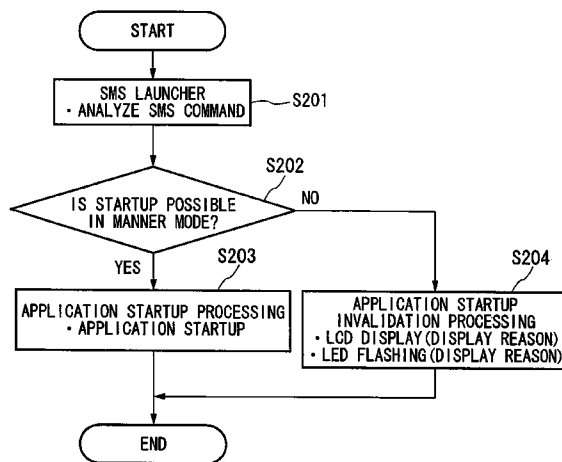 START
SMS LAUNCHER
・ANALYZE SMS COMMAND
S201
S202
IS STARTUP POSSIBLE
IN MANNER MODE?
NO
YES
S203
APPLICATION STARTUP PROCESSING
・APPLICATION STARTUP
S204
APPLICATION STARTUP
INVALIDATION PROCESSING
・LCD DISPLAY(DISPLAY REASON)
・LED FLASHING(DISPLAY REASON)
END